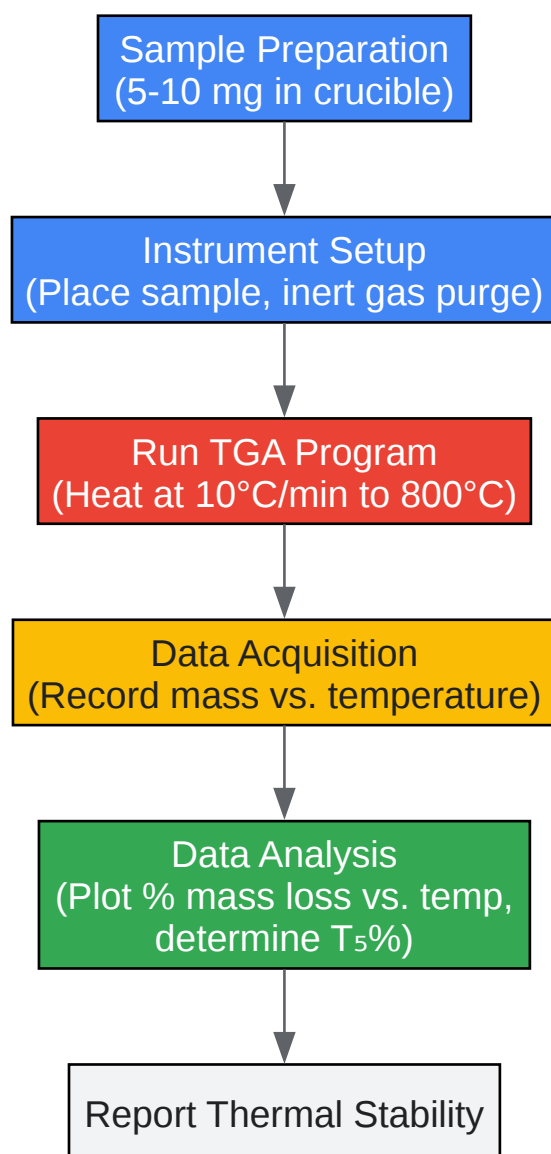 Sample Preparation
(5-10 mg in crucible)
Instrument Setup
(Place sample, inert gas purge)
Run TGA Program
(Heat at 10°C/min to 800°C)
Data Acquisition
(Record mass vs. temperature)
Data Analysis
(Plot % mass loss vs. temp,
determine T₅%)
Report Thermal Stability